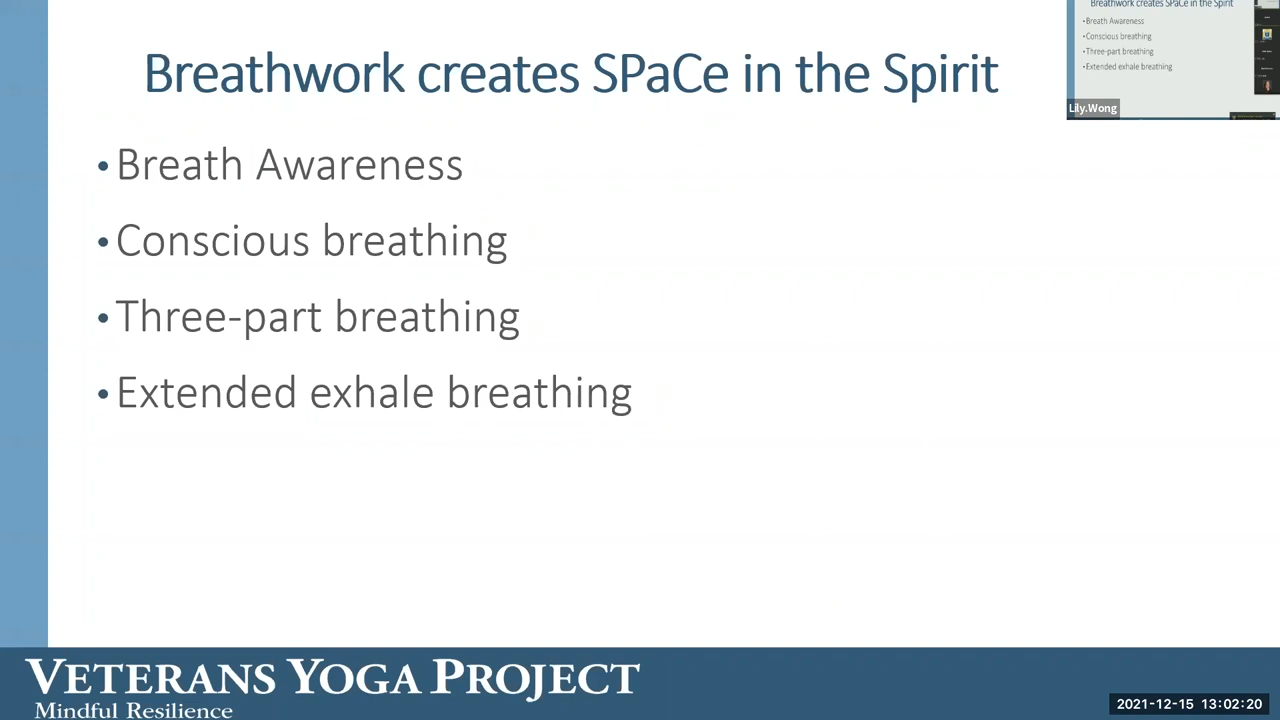 Breathwork creates SPaCe in the Spirit
• Breath Awareness
• Conscious breathing
• Three-part breathing
• Extended exhale breathing
Breathwork creates SPaCe in the Spirit
•Breath Awareness
•Conscious breathing
•Three-part breathing
•Extended exhale breathing
Lily.Wong
VETERANS YOGA PROJECT
Mindful Resilience
2021-12-15 13:02:20